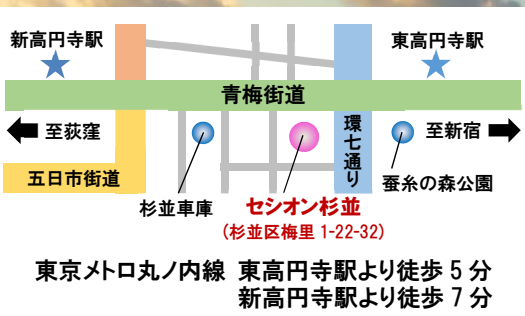 新高円寺駅
東高円寺駅
青梅街道
至荻窪
環七通り
至新宿
五日市街道
杉並車庫
セシオン杉並
蚕糸の森公園
(杉並区梅里 1-22-32)
東京メトロ丸ノ内線 東高円寺駅より徒歩 5 分
新高円寺駅より徒歩 7 分